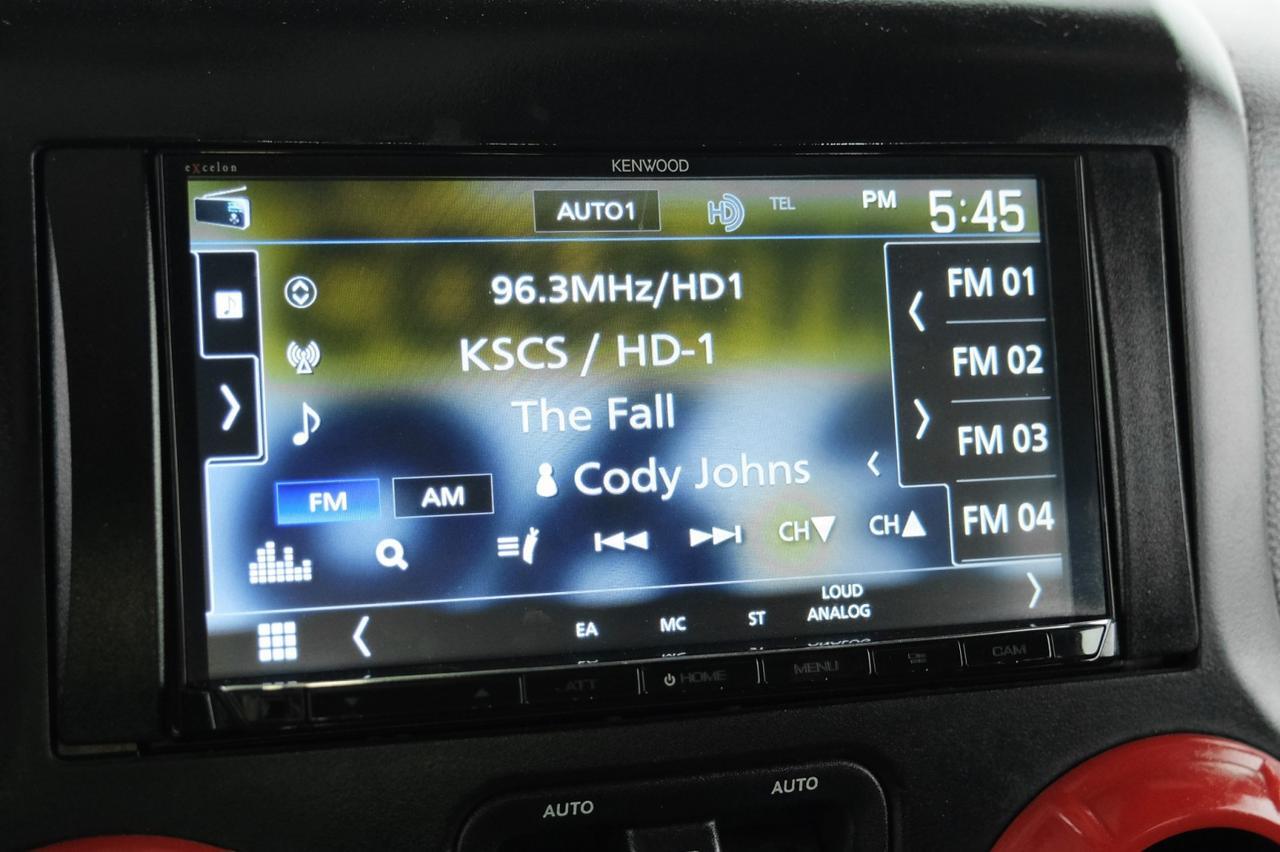 eXcelon
KENWOOD
AUTO1
HD
TEL
PM 5:45
96.3MHz/HD1
KSCS / HD-1
The Fall
Cody Johns
FM
AM
CH▼
CH▲
FM 01
FM 02
FM 03
FM 04
EA
MC
ST
LOUD
ANALOG
ATT
HOME
MENU
CAM
AUTO
AUTO